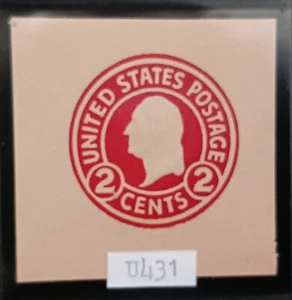 UNITED STATES POSTAGE
2 CENTS 2
U431